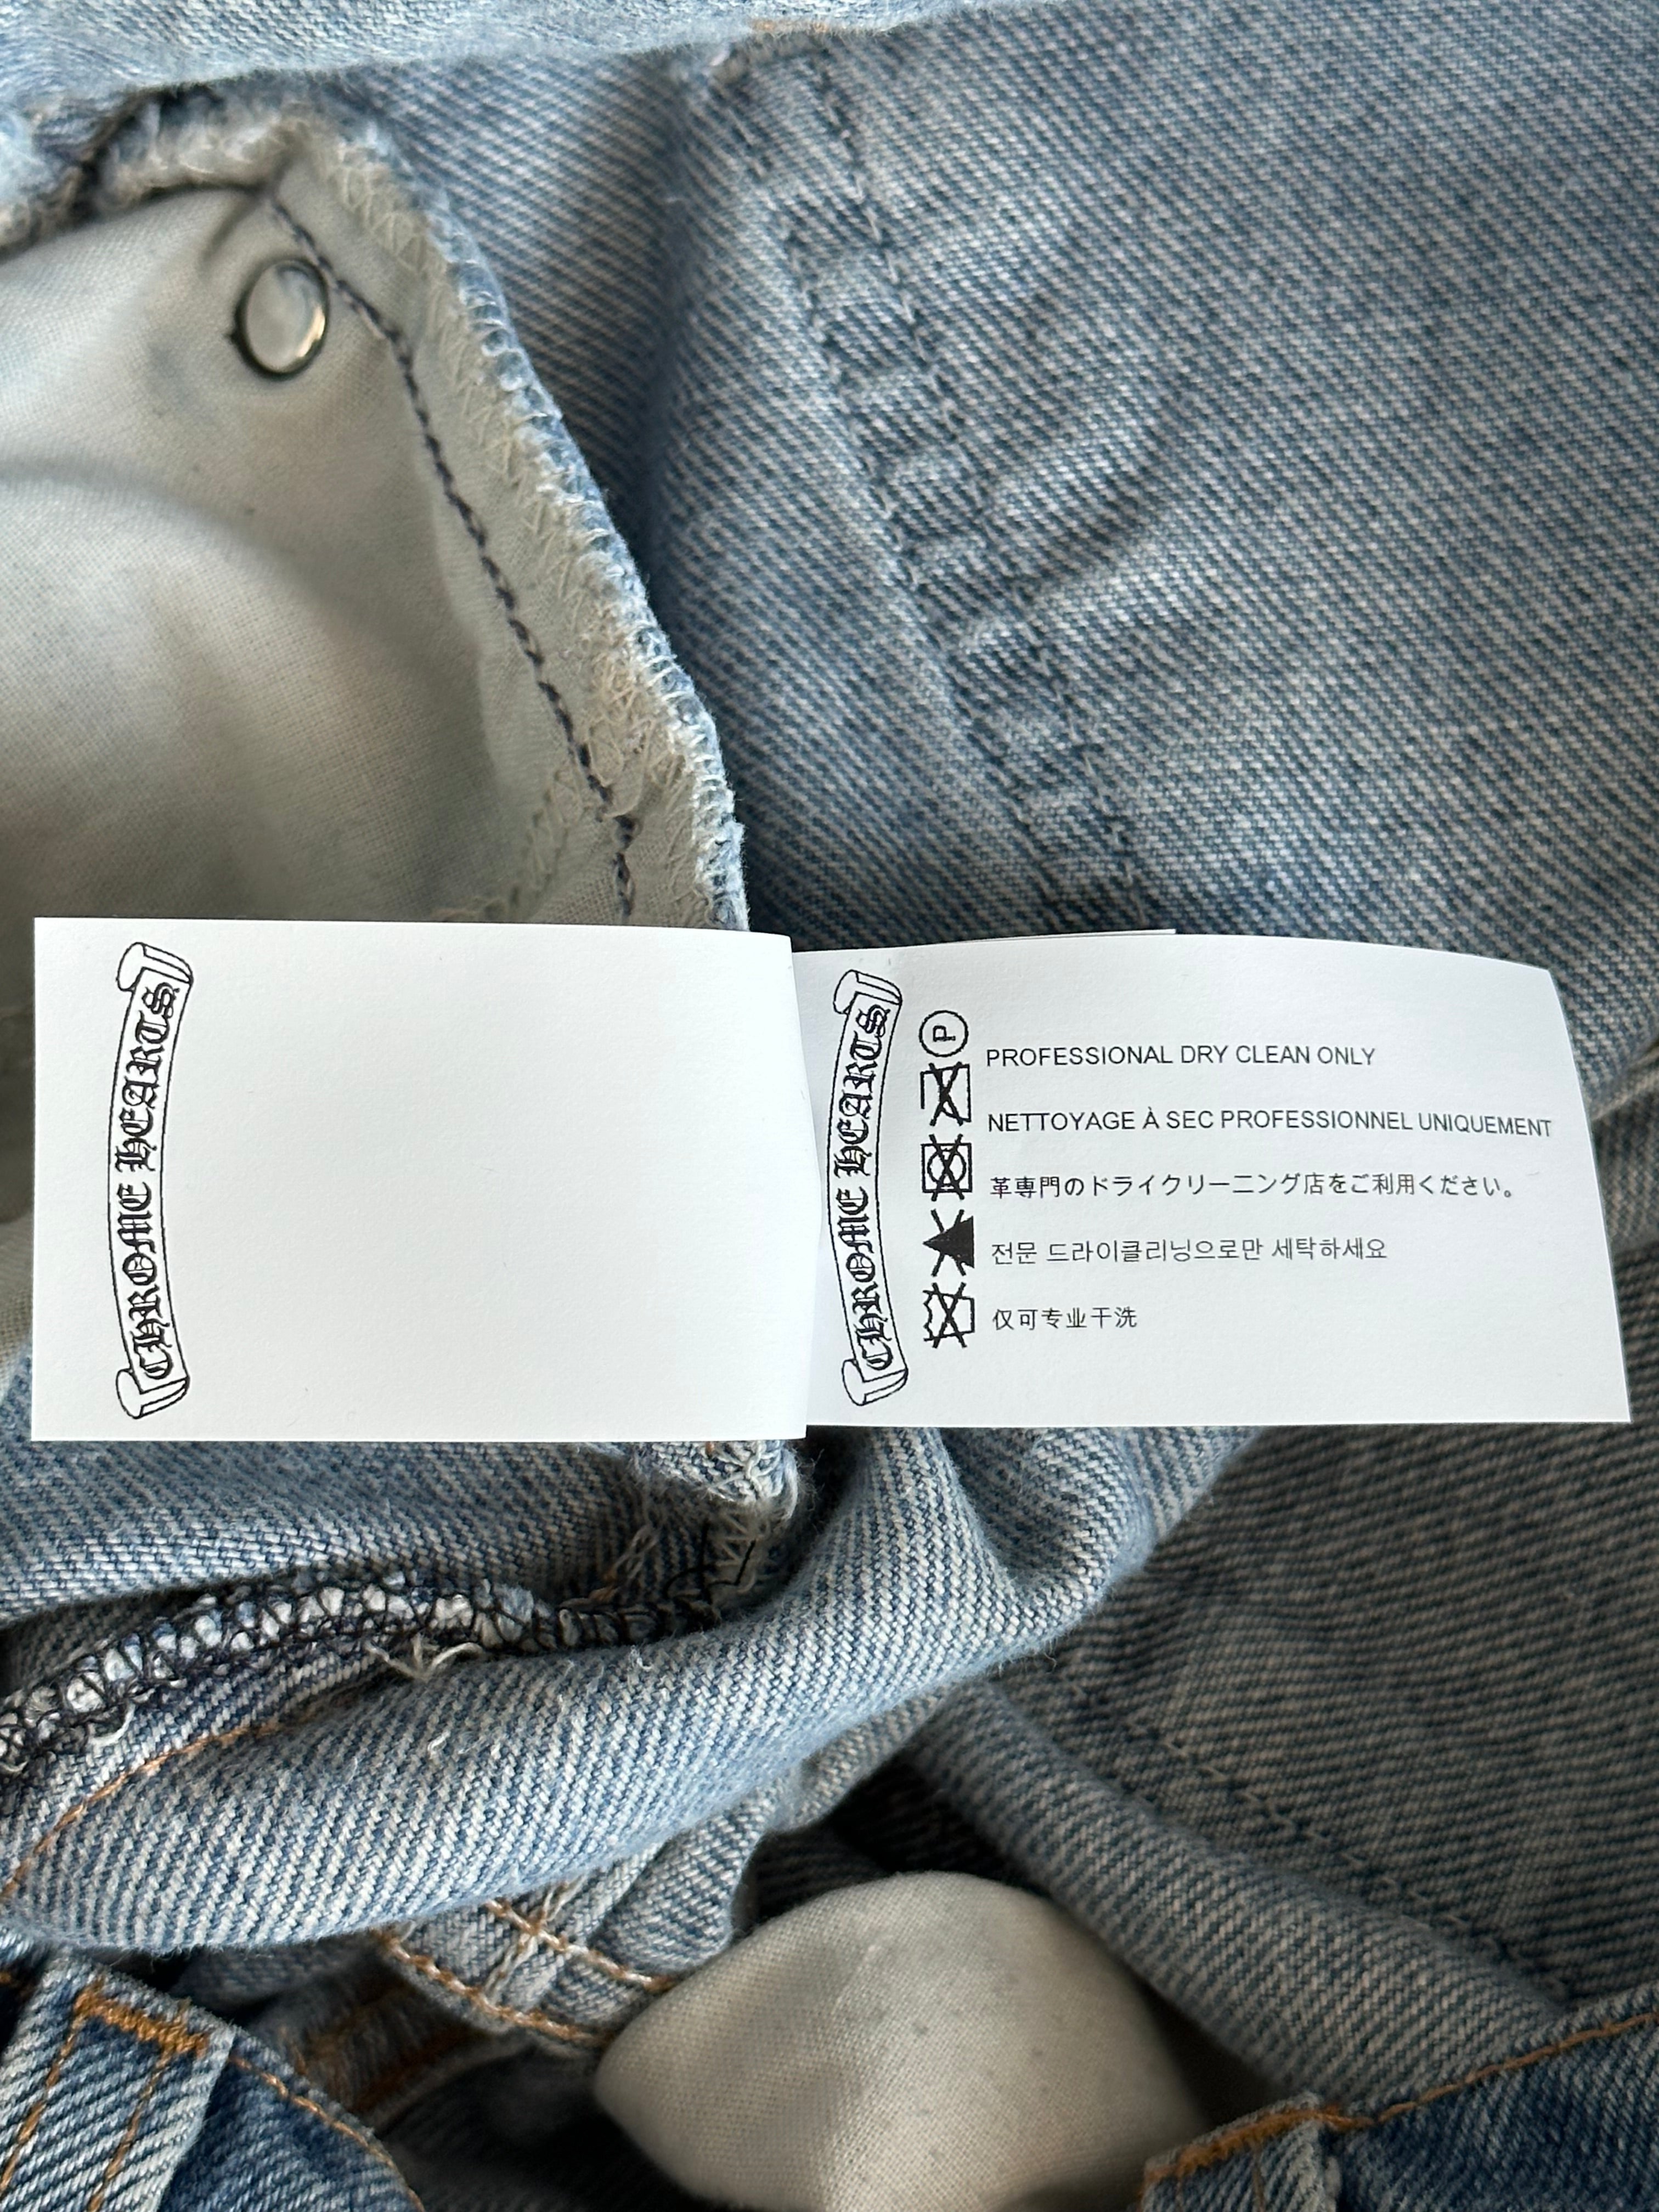 CHROME HEARTS
CHROME HEARTS
P
PROFESSIONAL DRY CLEAN ONLY
NETTOYAGE À SEC PROFESSIONNEL UNIQUEMENT
革専門のドライクリーニング店をご利用ください。
전문 드라이클리닝으로만 세탁하세요
仅可专业干洗